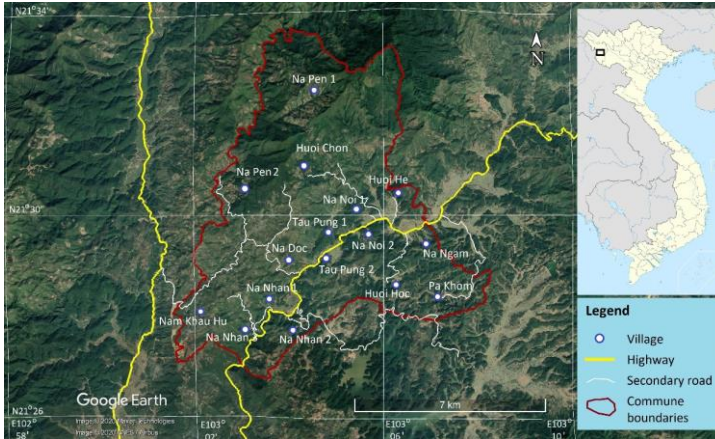 N21° 34
N
Na Pen 1
Huoi Chon
Na Pen2
Huoi He
N21° 30
Na Noi 1
Tau Pung 1
Na Noi 2
Na Ngam
Na Doc
Tau Pung 2
Huoi Hoc
Pa Khom
Na Nhan 1
Nam Khau Hu
Na Nhan
Na Nhan 2
Google Earth
7 km
N21° 26
E102°
58
E103°
02
E103°
06
E103°
10
Legend
Village
Highway
Secondary road
Commune
boundaries